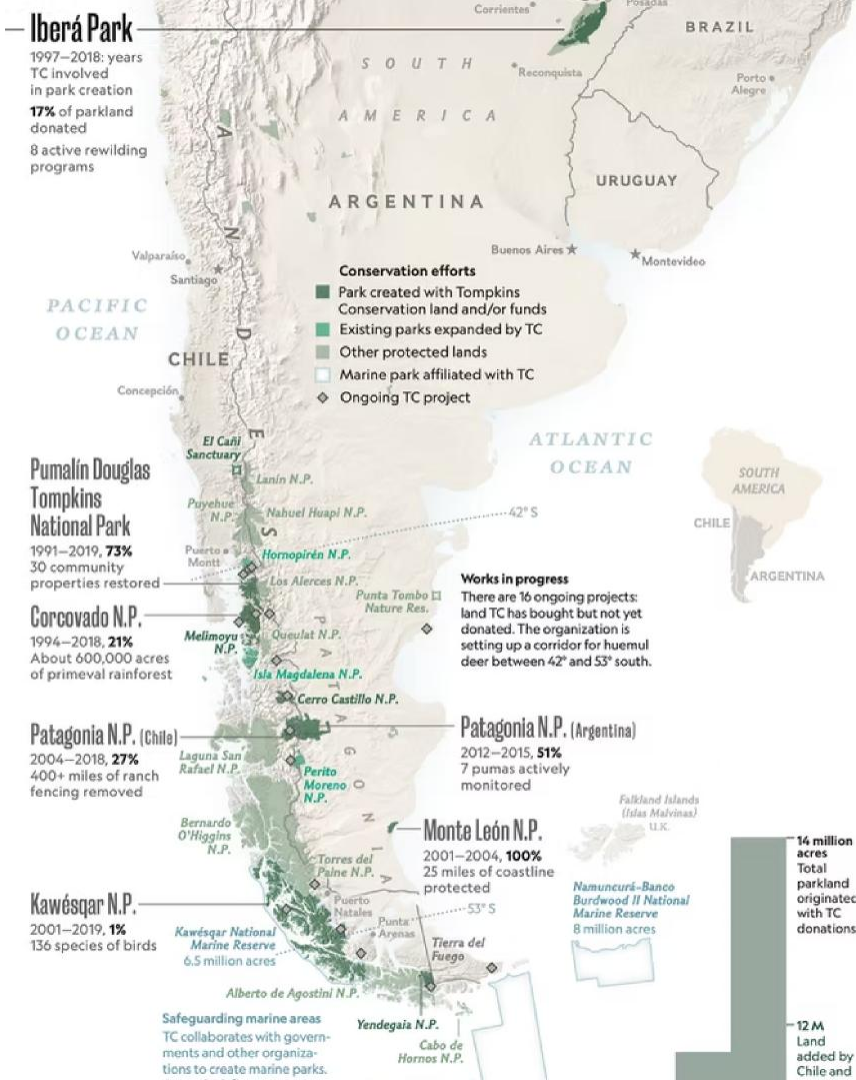 Corrientes
Posadas
BRAZIL
Iberá Park
1997–2018: years
TC involved
in park creation
17% of parkland
donated
8 active rewilding
programs
SOUTH
AMERICA
Reconquista
Porto
Alegre
ANDES
ARGENTINA
URUGUAY
Buenos Aires
Montevideo
Valparaíso
Santiago
PACIFIC
OCEAN
CHILE
Concepción
Conservation efforts
Park created with Tompkins
Conservation land and/or funds
Existing parks expanded by TC
Other protected lands
Marine park affiliated with TC
Ongoing TC project
ATLANTIC
OCEAN
SOUTH
AMERICA
CHILE
ARGENTINA
El Cañi
Sanctuary
Lanín N.P.
Puyehue
N.P.
Nahuel Huapi N.P.
42° S
Puerto
Montt
Hornopirén N.P.
Pumalín Douglas
Tompkins
National Park
1991–2019, 73%
30 community
properties restored
Los Alerces N.P.
Punta Tombo
Nature Res.
Works in progress
There are 16 ongoing projects:
land TC has bought but not yet
donated. The organization is
setting up a corridor for huemul
deer between 42° and 53° south.
Corcovado N.P.
1994–2018, 21%
About 600,000 acres
of primeval rainforest
Melimoyu
N.P.
Queulat N.P.
Isla Magdalena N.P.
Cerro Castillo N.P.
PATAGONIA
Patagonia N.P. (Chile)
2004–2018, 27%
400+ miles of ranch
fencing removed
Patagonia N.P. (Argentina)
2012–2015, 51%
7 pumas actively
monitored
Laguna San
Rafael N.P.
Perito
Moreno
N.P.
Bernardo
O'Higgins
N.P.
Monte León N.P.
2001–2004, 100%
25 miles of coastline
protected
Falkland Islands
(Islas Malvinas)
U.K.
Torres del
Paine N.P.
Puerto
Natales
53° S
Punta
Arenas
Kawésqar N.P.
2001–2019, 1%
136 species of birds
Kawésqar National
Marine Reserve
6.5 million acres
Namuncurá–Banco
Burdwood II National
Marine Reserve
8 million acres
Tierra del
Fuego
Alberto de Agostini N.P.
Yendegaia N.P.
Cabo de
Hornos N.P.
Safeguarding marine areas
TC collaborates with govern-
ments and other organiza-
tions to create marine parks.
14 million
acres
Total
parkland
originated
with TC
donations
12 M
Land
added by
Chile and